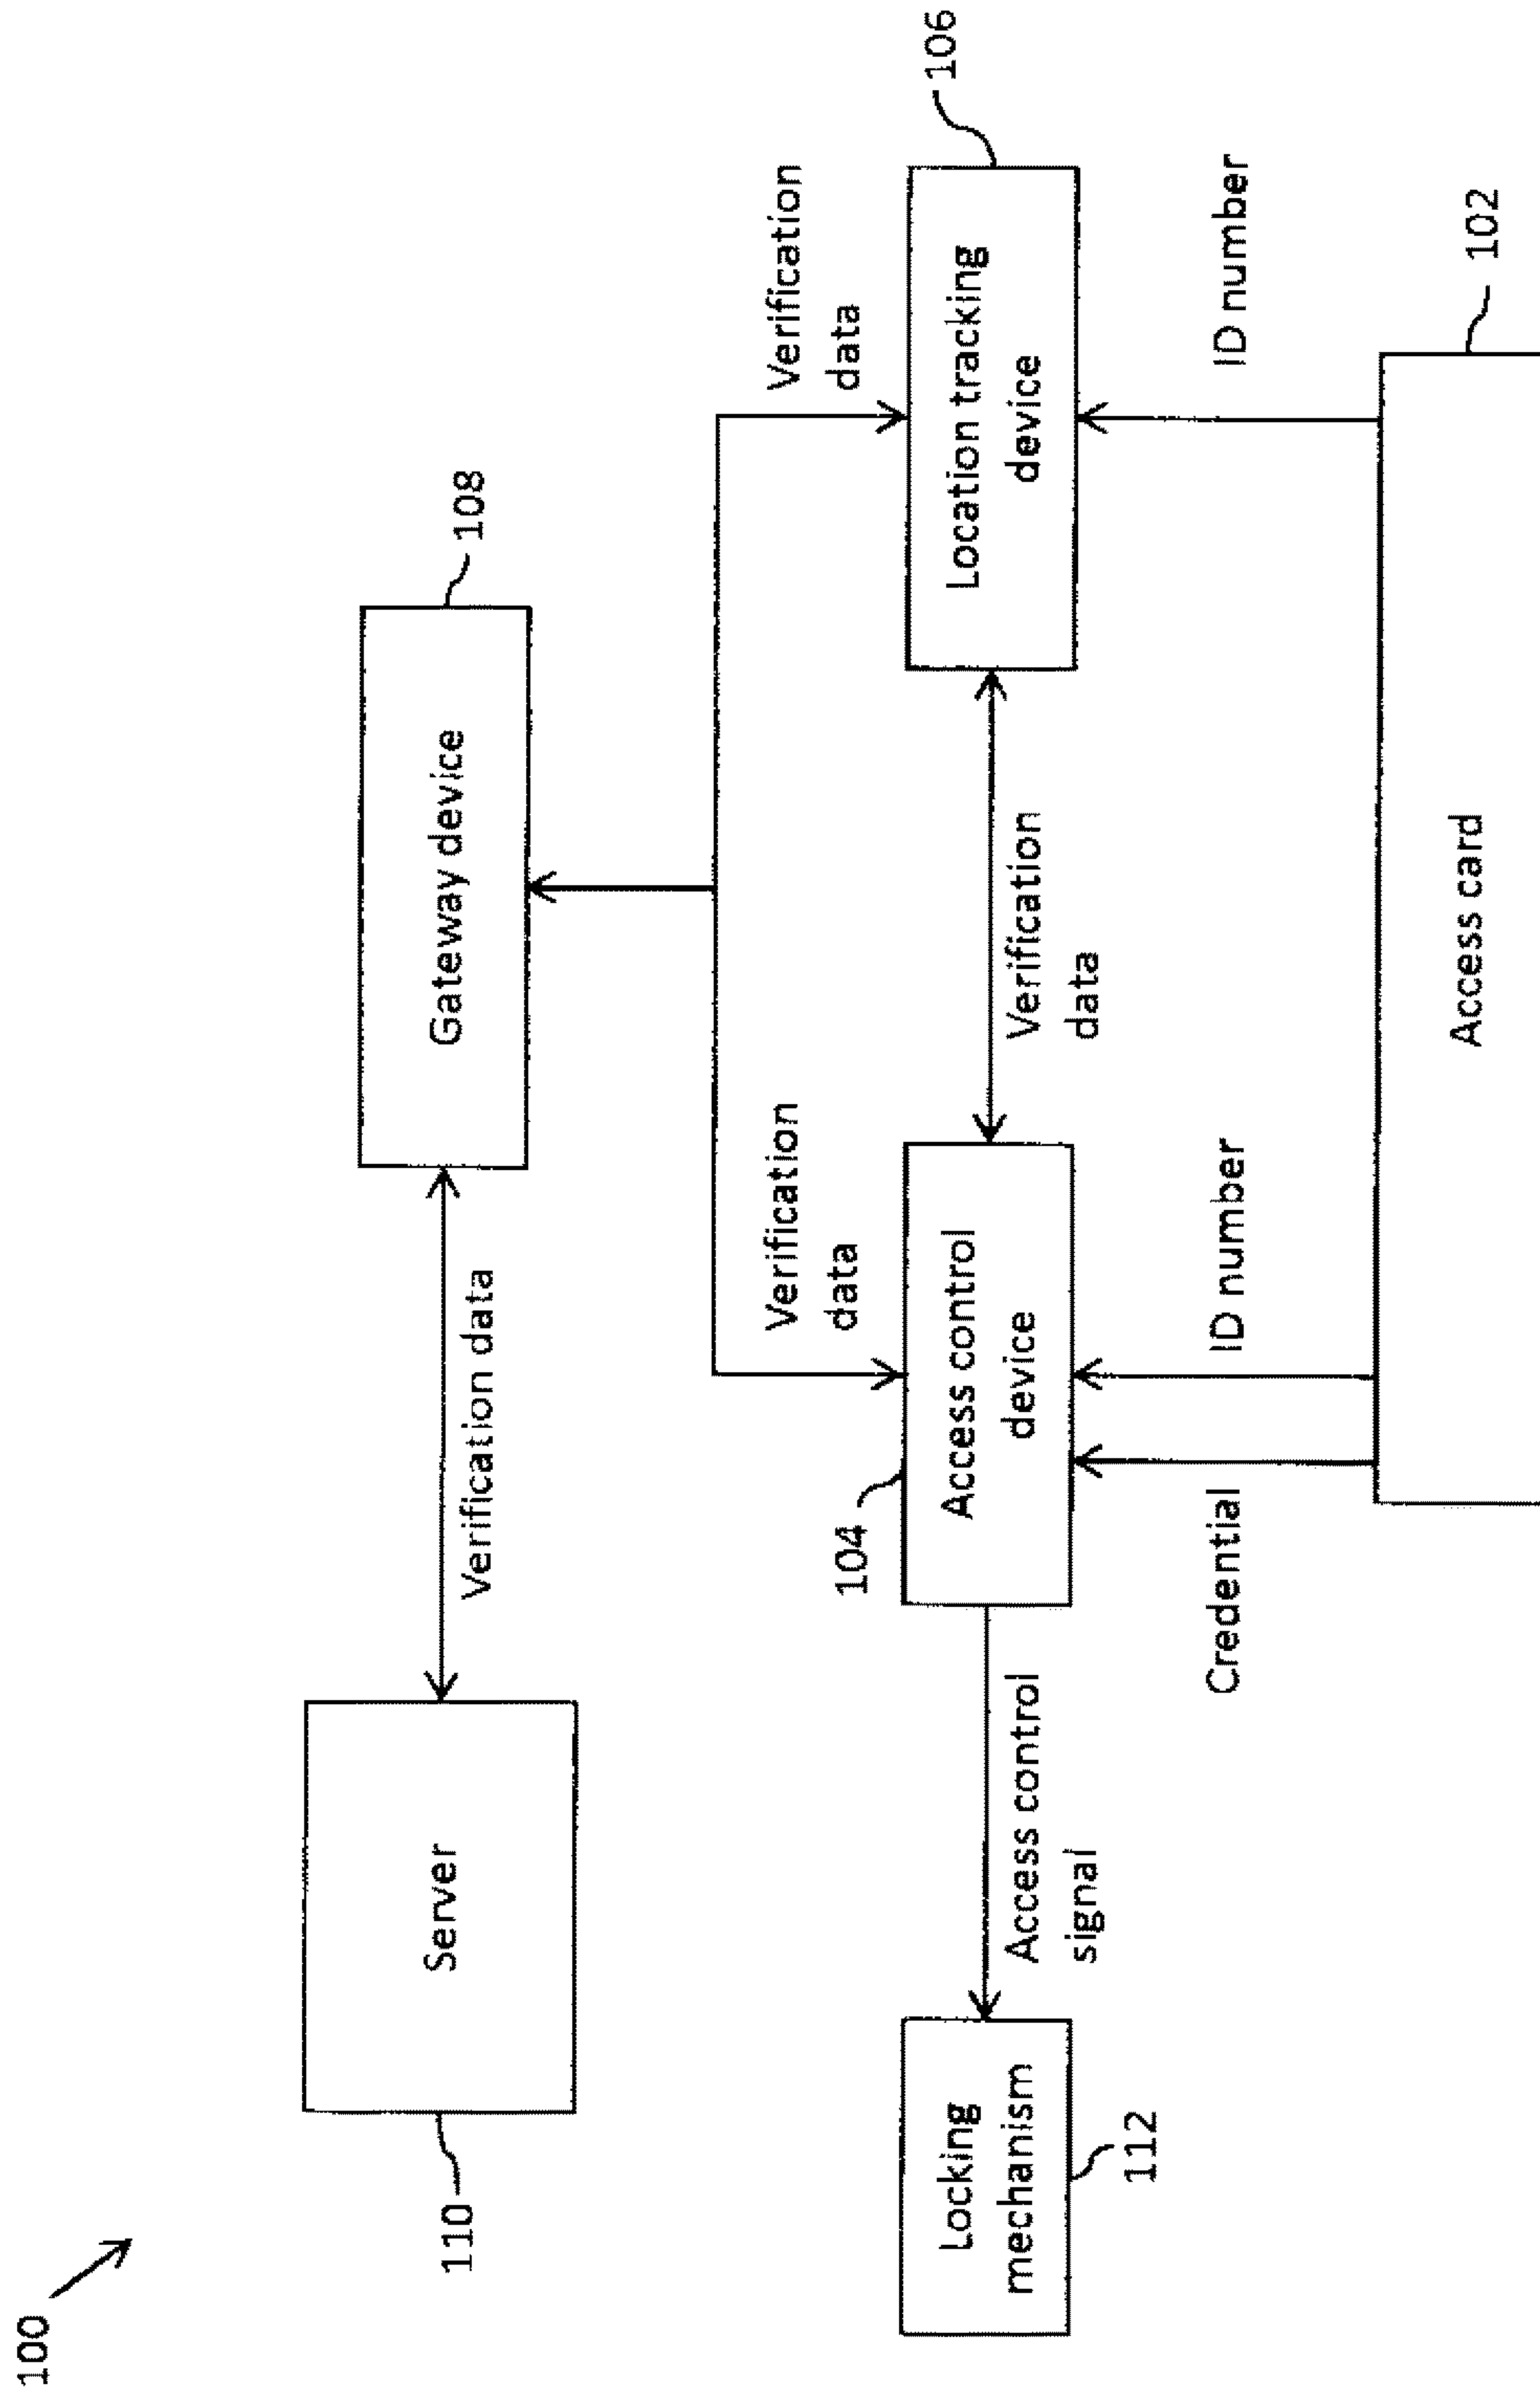 100
110
Server
Verification data
Gateway device
108
Verification
data
Verification
data
Locking
mechanism
112
Access control
signal
104
Access control
device
Verification
data
Location tracking
device
106
Credential
ID number
ID number
Access card
102